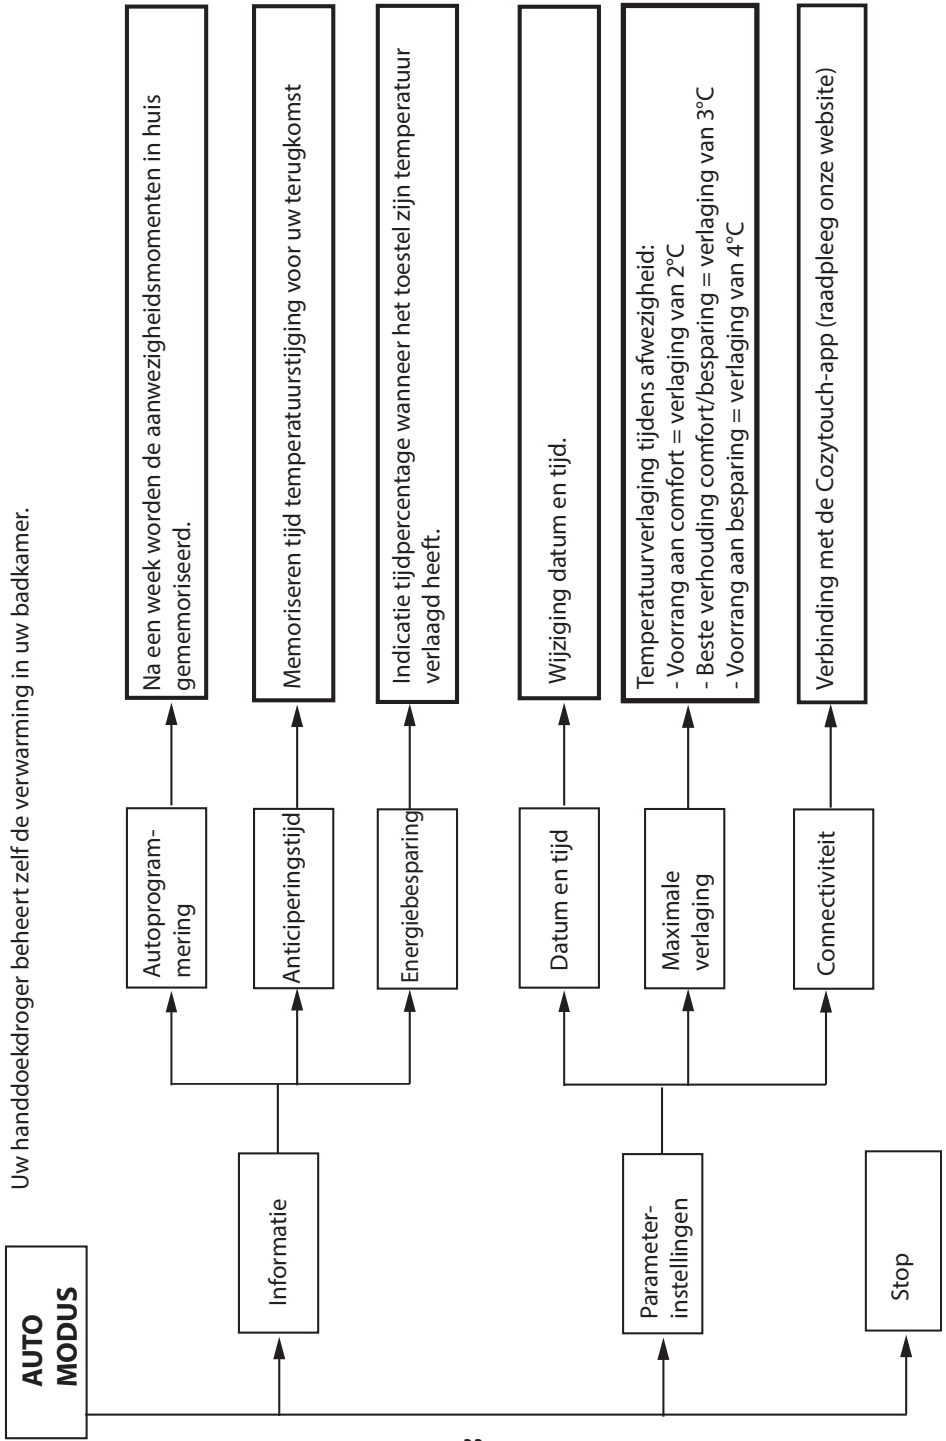 Uw handdoekdroger beheert zelf de verwarming in uw badkamer.
AUTO
MODUS
Informatie
Autoprogram-
mering
Na een week worden de aanwezigheidsmomenten in huis
gememoriseerd.
Anticiperingstijd
Memoriseren tijd temperatuurstijging voor uw terugkomst
Energiebesparing
Indicatie tijdpercentage wanneer het toestel zijn temperatuur
verlaagd heeft.
Parameter-
instellingen
Datum en tijd
Wijziging datum en tijd.
Maximale
verlaging
Temperatuurverlaging tijdens afwezigheid:
- Voorrang aan comfort = verlaging van 2°C
- Beste verhouding comfort/besparing = verlaging van 3°C
- Voorrang aan besparing = verlaging van 4°C
Connectiviteit
Verbinding met de Cozytouch-app (raadpleeg onze website)
Stop